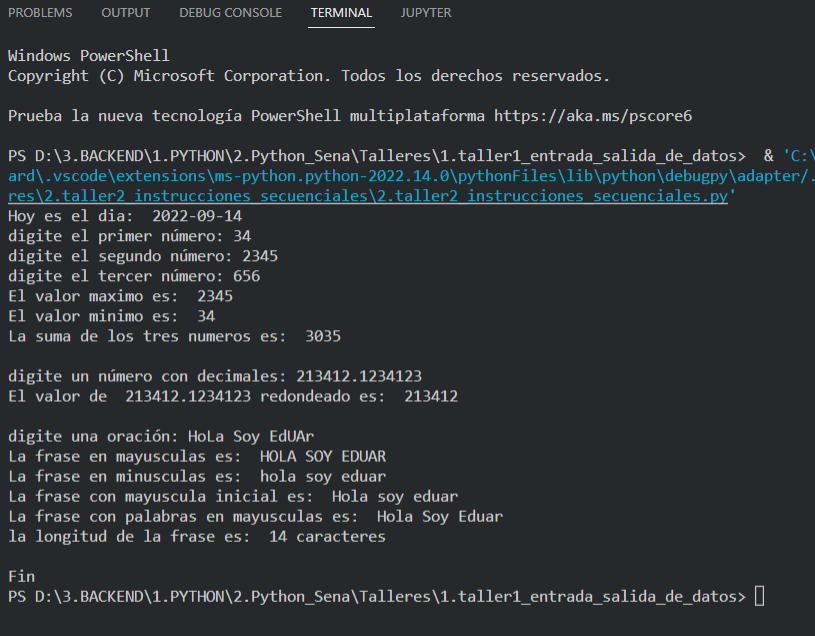 PROBLEMS OUTPUT DEBUG CONSOLE TERMINAL JUPYTER
Windows PowerShell
Copyright (C) Microsoft Corporation. Todos los derechos reservados.
Prueba la nueva tecnología PowerShell multiplataforma https://aka.ms/pscore6
PS D:\3.BACKEND\1.PYTHON\2.Python_Sena\Talleres\1.taller1_entrada_salida_de_datos>  & 'C:\
ard\.vscode\extensions\ms-python.python-2022.14.0\pythonFiles\lib\python\debugpy\adapter/.
res\2.taller2_instrucciones_secuenciales\2.taller2_instrucciones_secuenciales.py'
Hoy es el dia:  2022-09-14
digite el primer número: 34
digite el segundo número: 2345
digite el tercer número: 656
El valor maximo es:  2345
El valor minimo es:  34
La suma de los tres numeros es:  3035
digite un número con decimales: 213412.1234123
El valor de  213412.1234123 redondeado es:  213412
digite una oración: HoLa Soy EdUAr
La frase en mayusculas es:  HOLA SOY EDUAR
La frase en minusculas es:  hola soy eduar
La frase con mayuscula inicial es:  Hola soy eduar
La frase con palabras en mayusculas es:  Hola Soy Eduar
la longitud de la frase es:  14 caracteres
Fin
PS D:\3.BACKEND\1.PYTHON\2.Python_Sena\Talleres\1.taller1_entrada_salida_de_datos>